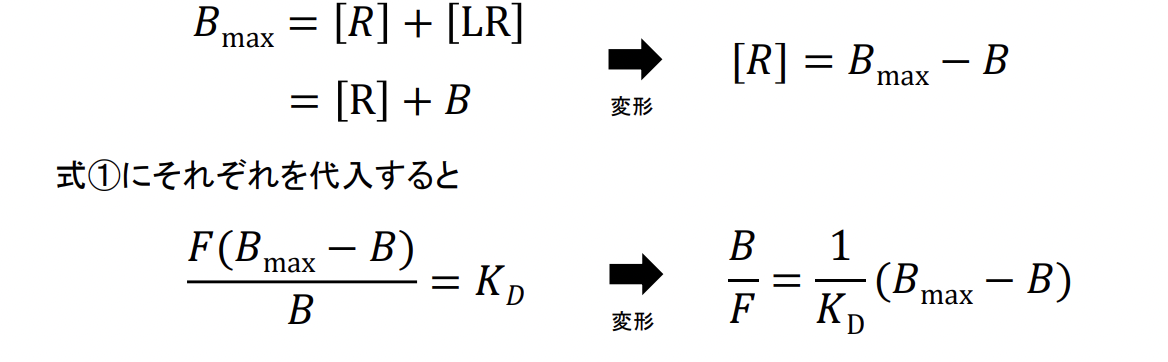 B_max = [R] + [LR] ➡ [R] = B_max − B
= [R] + B 変形
式①にそれぞれを代入すると
F(B_max − B)/B = K_D ➡ B/F = 1/K_D (B_max − B)
変形